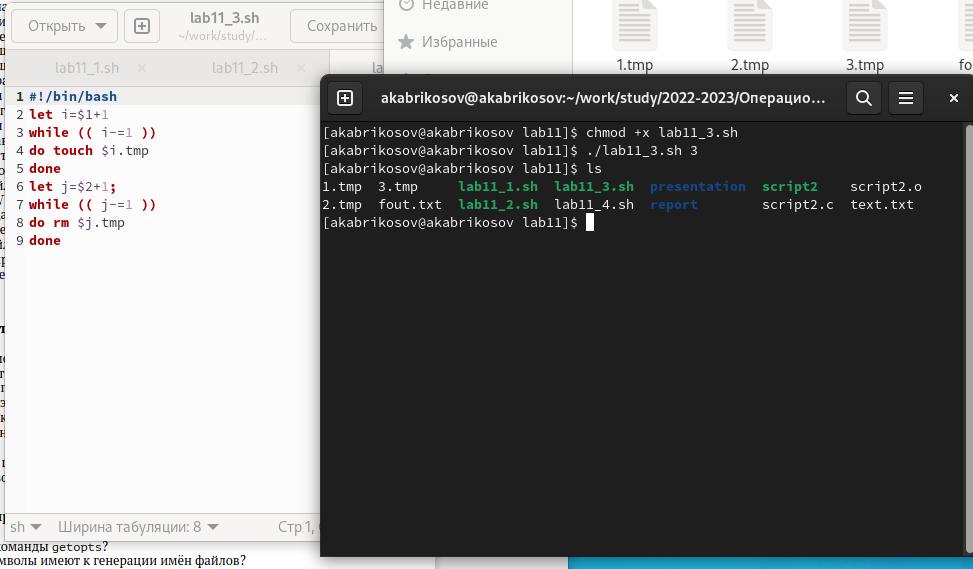 Открыть
lab11_3.sh
~/work/study/...
Сохранить
lab11_1.sh
lab11_2.sh
1 #!/bin/bash
2 let i=$1+1
3 while (( i-=1 ))
4 do touch $i.tmp
5 done
6 let j=$2+1;
7 while (( j-=1 ))
8 do rm $j.tmp
9 done
sh
Ширина табуляции: 8
Стр 1,
Недавние
Избранные
1.tmp
2.tmp
3.tmp
fo
akabrikosov@akabrikosov:~/work/study/2022-2023/Операцио...
[akabrikosov@akabrikosov lab11]$ chmod +x lab11_3.sh
[akabrikosov@akabrikosov lab11]$ ./lab11_3.sh 3
[akabrikosov@akabrikosov lab11]$ ls
1.tmp 3.tmp lab11_1.sh lab11_3.sh presentation script2 script2.o
2.tmp fout.txt lab11_2.sh lab11_4.sh report script2.c text.txt
[akabrikosov@akabrikosov lab11]$
команды getopts?
мволы имеют к генерации имён файлов?